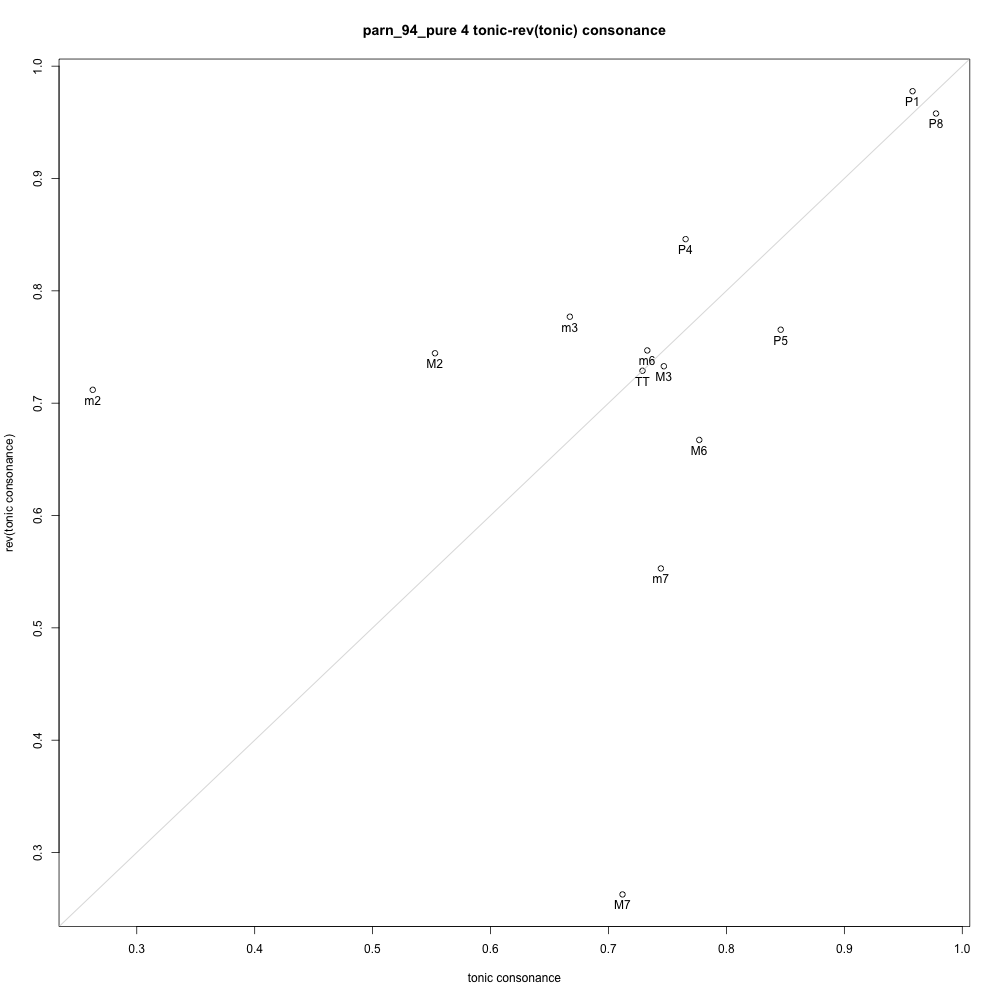 parn_94_pure 4 tonic-rev(tonic) consonance
1.0
0.9
0.8
0.7
0.6
0.5
0.4
0.3
rev(tonic consonance)
P1
P8
P4
m3
P5
M2
m6
M3
TT
m2
M6
m7
M7
0.3 0.4 0.5 0.6 0.7 0.8 0.9 1.0
tonic consonance